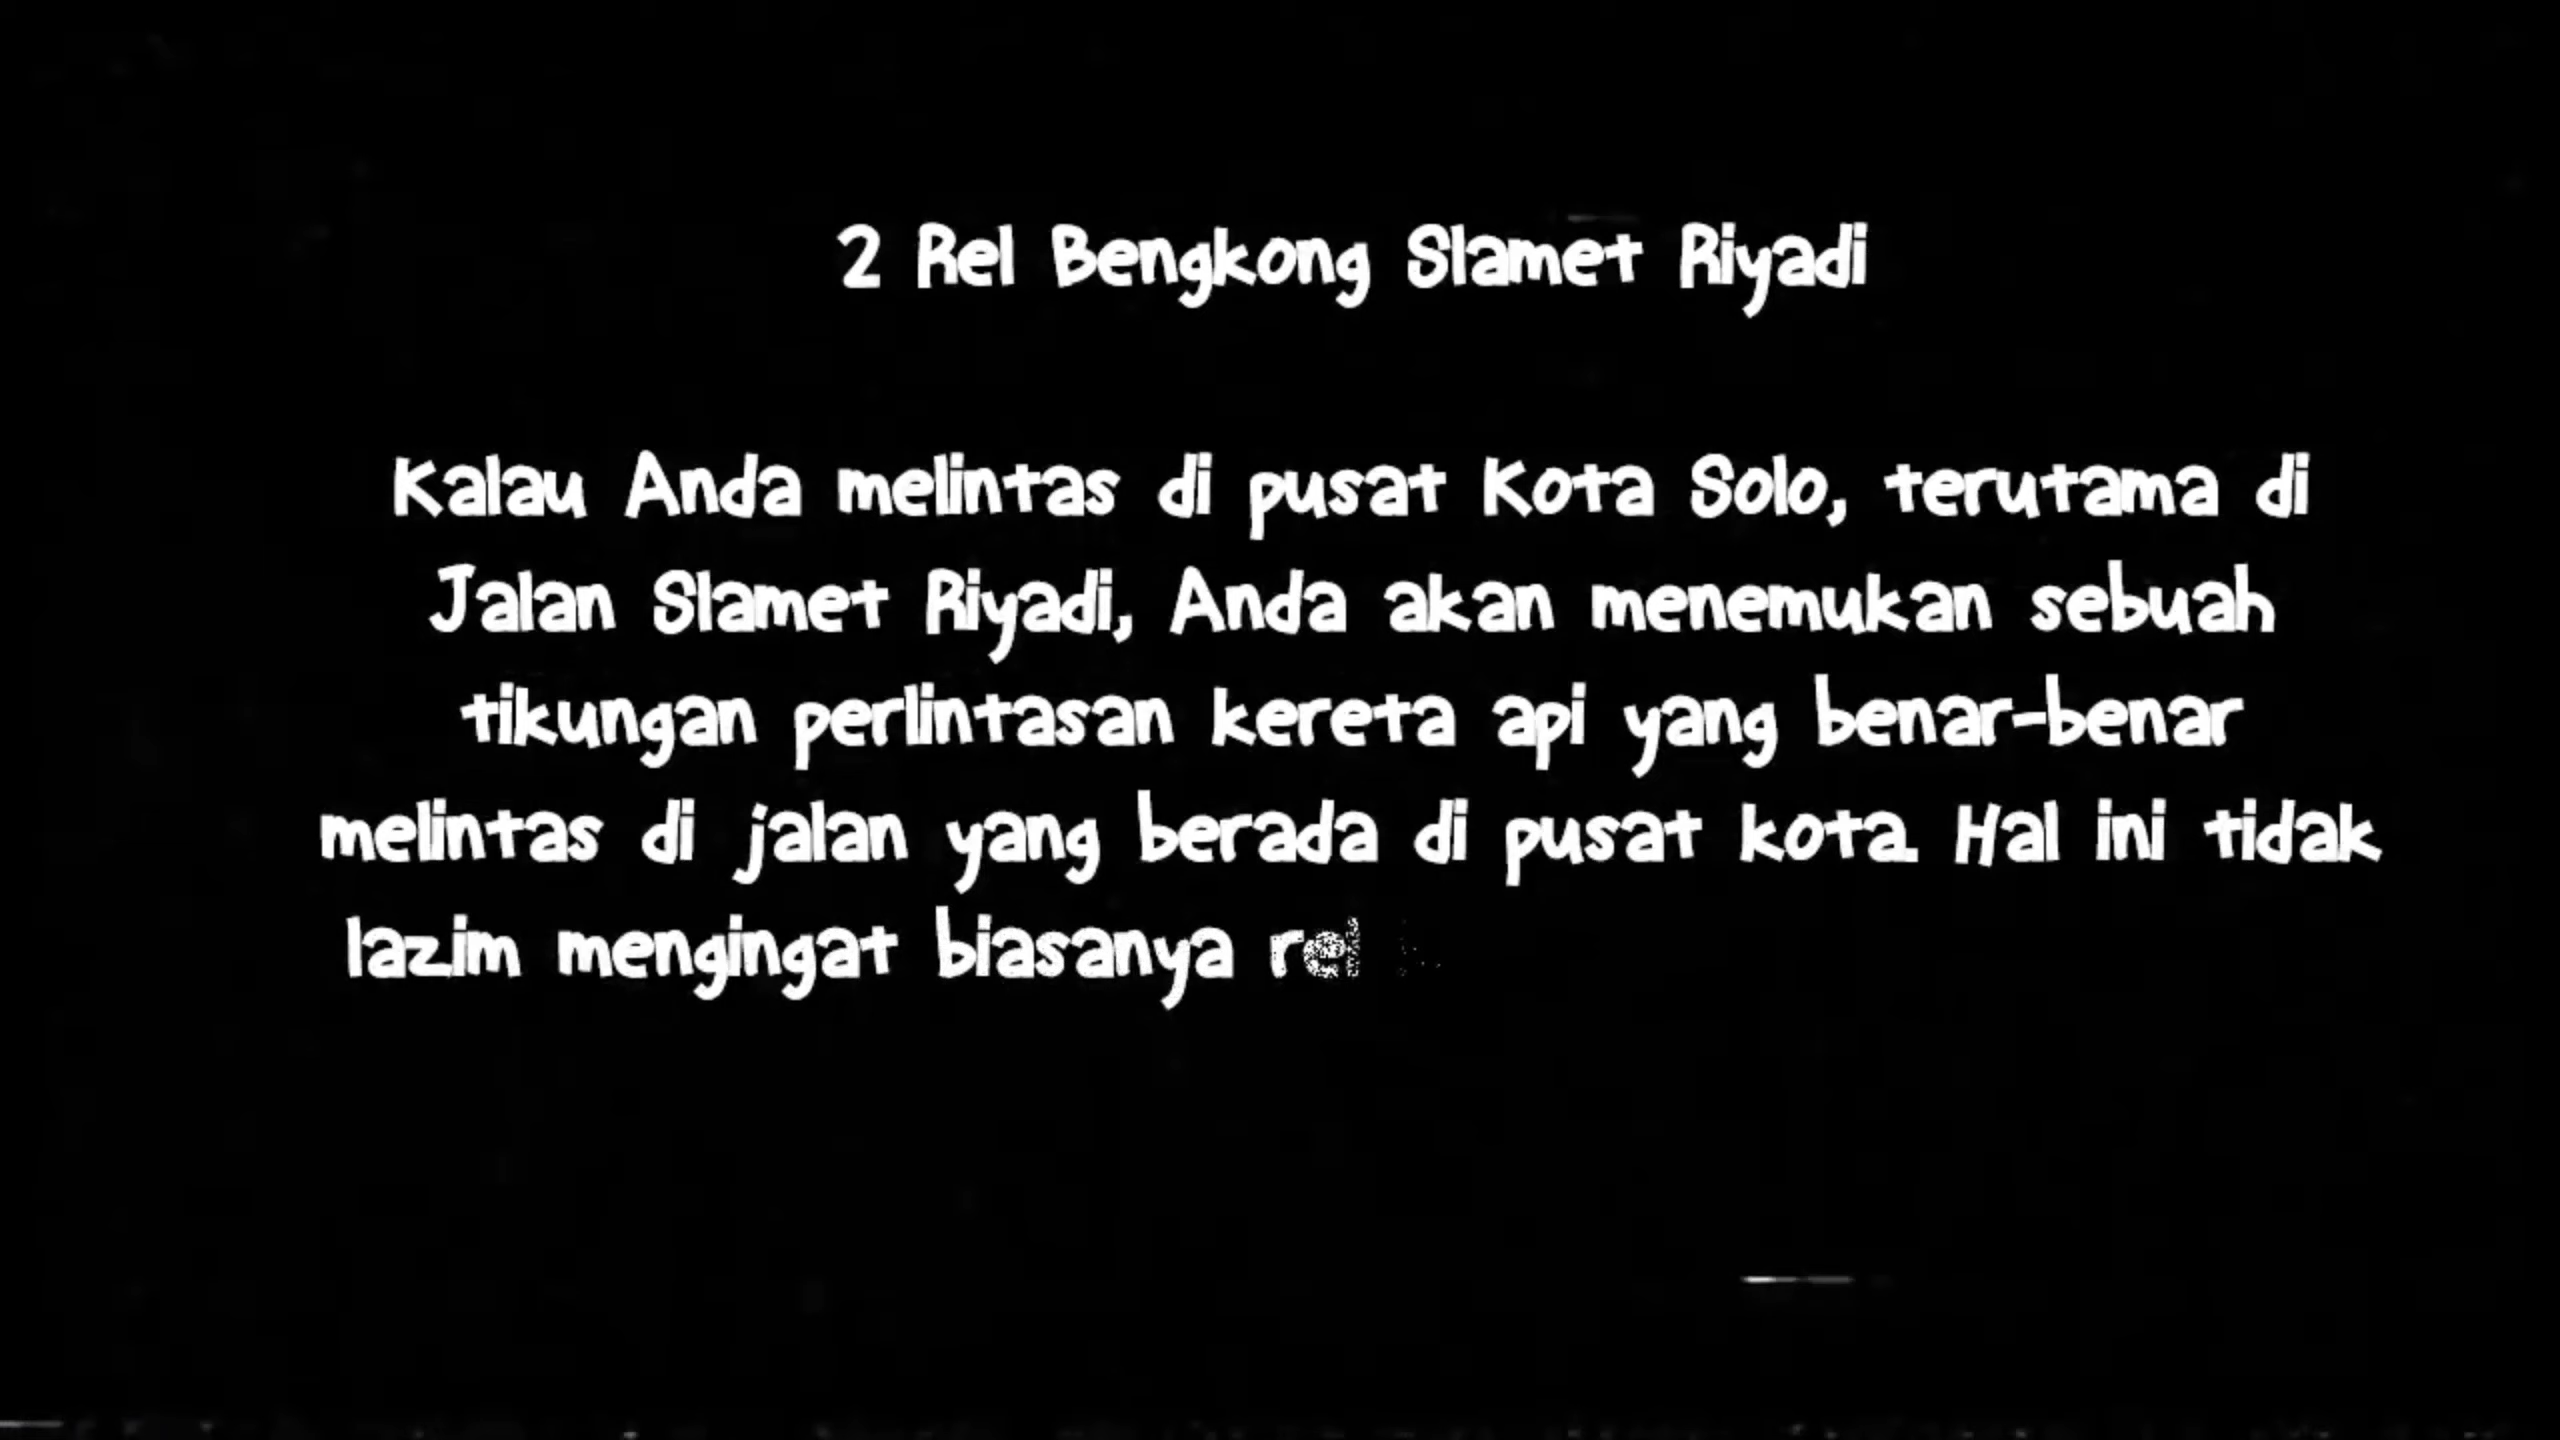 2 Rel Bengkong Slamet Riyadi
Kalau Anda melintas di pusat Kota Solo, terutama di
Jalan Slamet Riyadi, Anda akan menemukan sebuah
tikungan perlintasan kereta api yang benar-benar
melintas di jalan yang berada di pusat kota. Hal ini tidak
lazim mengingat biasanya rel